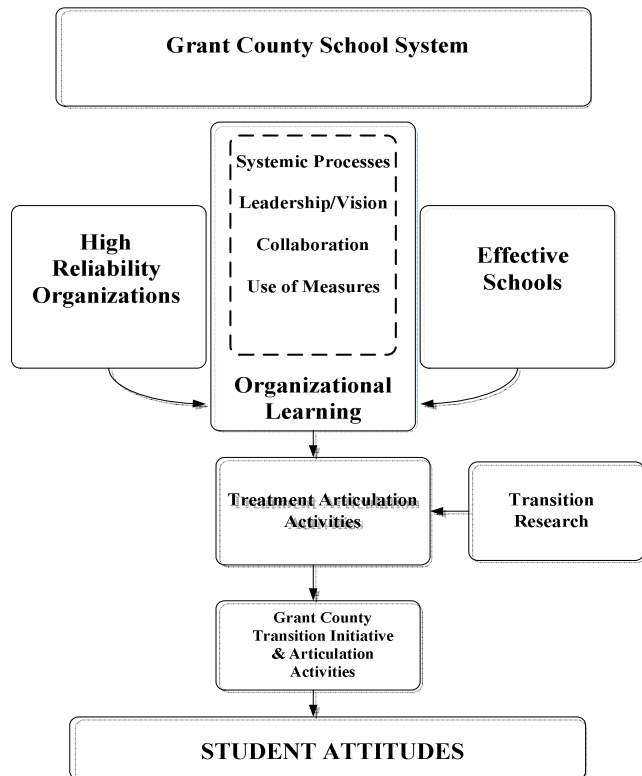 Grant County School System
Systemic Processes
Leadership/Vision
Collaboration
Use of Measures
High
Reliability
Organizations
Effective
Schools
Organizational
Learning
Treatment Articulation
Activities
Transition
Research
Grant County
Transition Initiative
& Articulation
Activities
STUDENT ATTITUDES